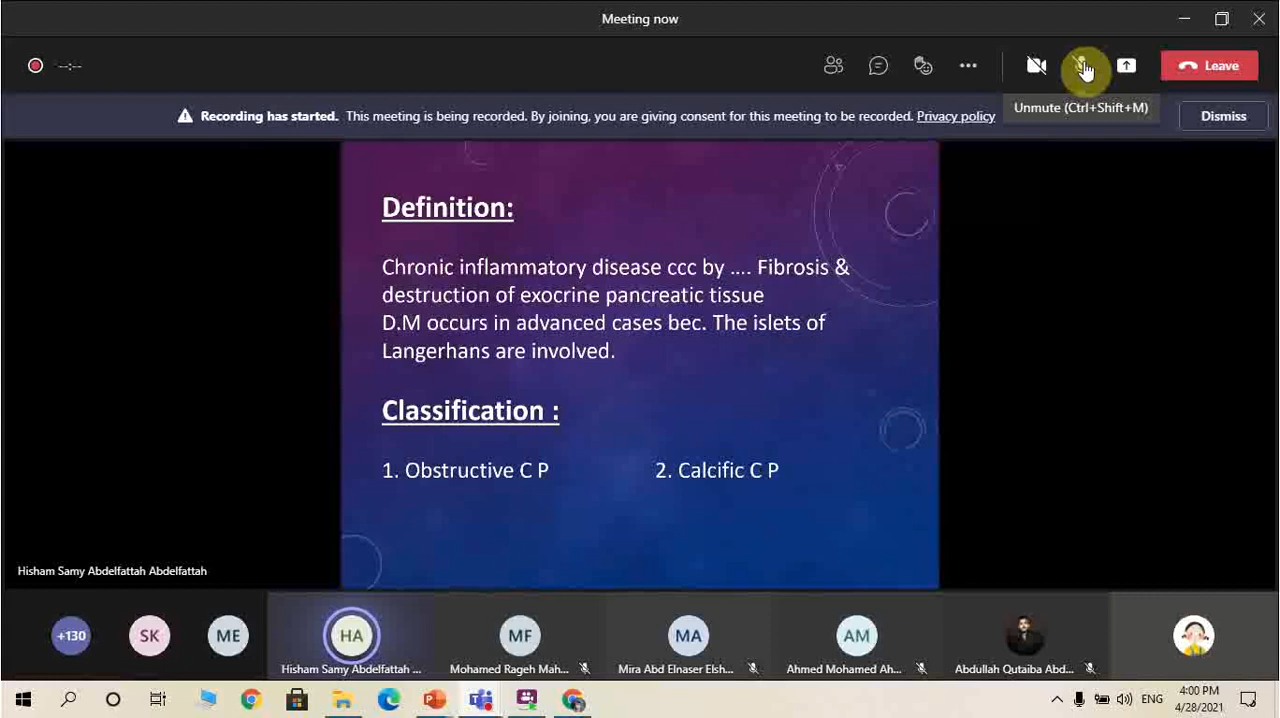 Meeting now
--:--
Leave
Recording has started. This meeting is being recorded. By joining, you are giving consent for this meeting to be recorded. Privacy policy
Unmute (Ctrl+Shift+M)
Dismiss
Definition:
Chronic inflammatory disease ccc by .... Fibrosis &
destruction of exocrine pancreatic tissue
D.M occurs in advanced cases bec. The islets of
Langerhans are involved.
Classification :
1. Obstructive C P 2. Calcific C P
Hisham Samy Abdelfattah Abdelfattah
+130 SK ME HA MF MA AM
Hisham Samy Abdelfattah ... Mohamed Rageh Mah... Mira Abd Elnaser Elsh... Ahmed Mohamed Ah... Abdullah Qutaiba Abd...
ENG
4:00 PM
4/28/2021